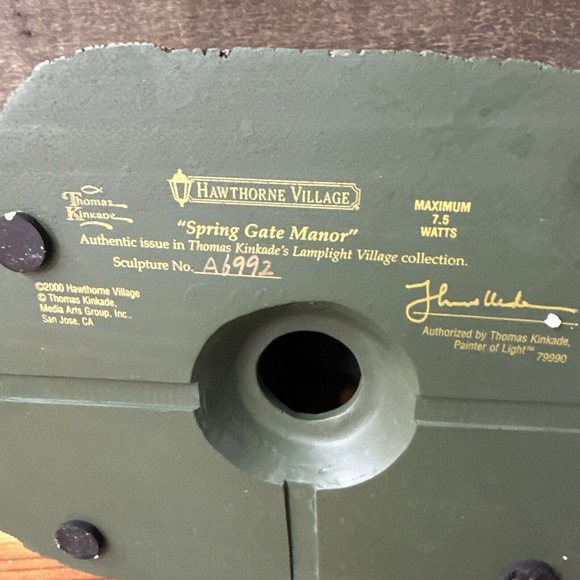 Thomas
Kinkade
HAWTHORNE VILLAGE
MAXIMUM
7.5
WATTS
"Spring Gate Manor"
Authentic issue in Thomas Kinkade's Lamplight Village collection.
Sculpture No. A6992
©2000 Hawthorne Village
© Thomas Kinkade,
Media Arts Group, Inc.,
San Jose, CA
Authorized by Thomas Kinkade,
Painter of Light™ 79990